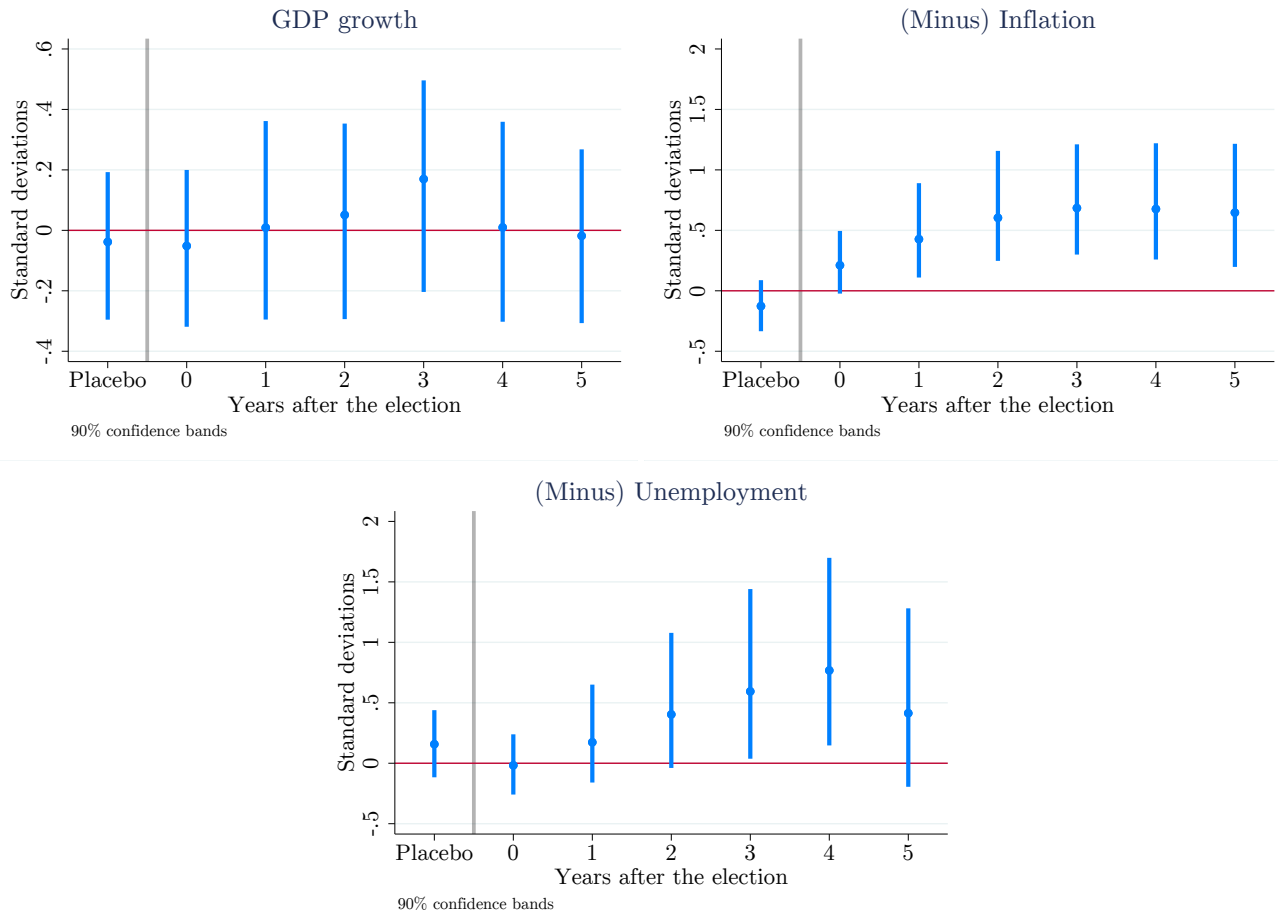 GDP growth
Standard deviations
.6
.4
.2
0
-.2
-.4
Placebo 0 1 2 3 4 5
Years after the election
90% confidence bands
(Minus) Inflation
Standard deviations
2
1.5
1
.5
0
-.5
Placebo 0 1 2 3 4 5
Years after the election
90% confidence bands
(Minus) Unemployment
Standard deviations
2
1.5
1
.5
0
-.5
Placebo 0 1 2 3 4 5
Years after the election
90% confidence bands